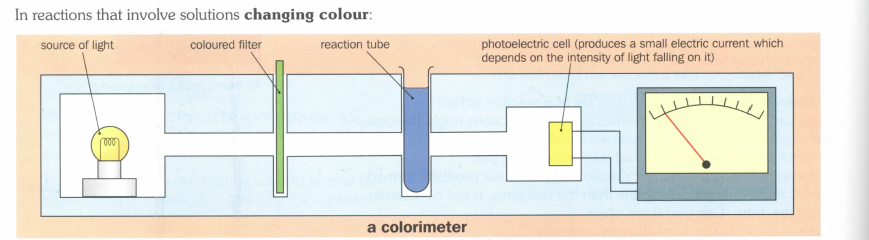 In reactions that involve solutions changing colour:
source of light
coloured filter
reaction tube
photoelectric cell (produces a small electric current which
depends on the intensity of light falling on it)
a colorimeter